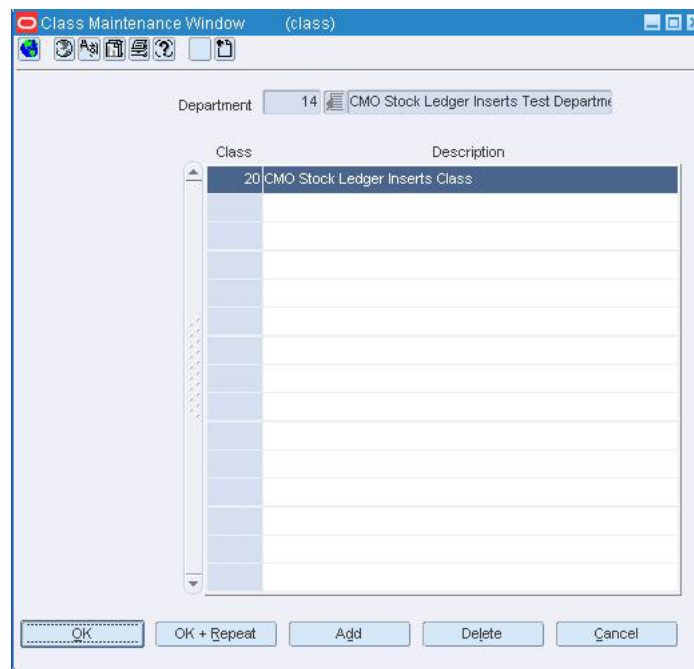 Class Maintenance Window (class)
Department 14 CMO Stock Ledger Inserts Test Departme
Class Description
20 CMO Stock Ledger Inserts Class
OK OK + Repeat Add Delete Cancel